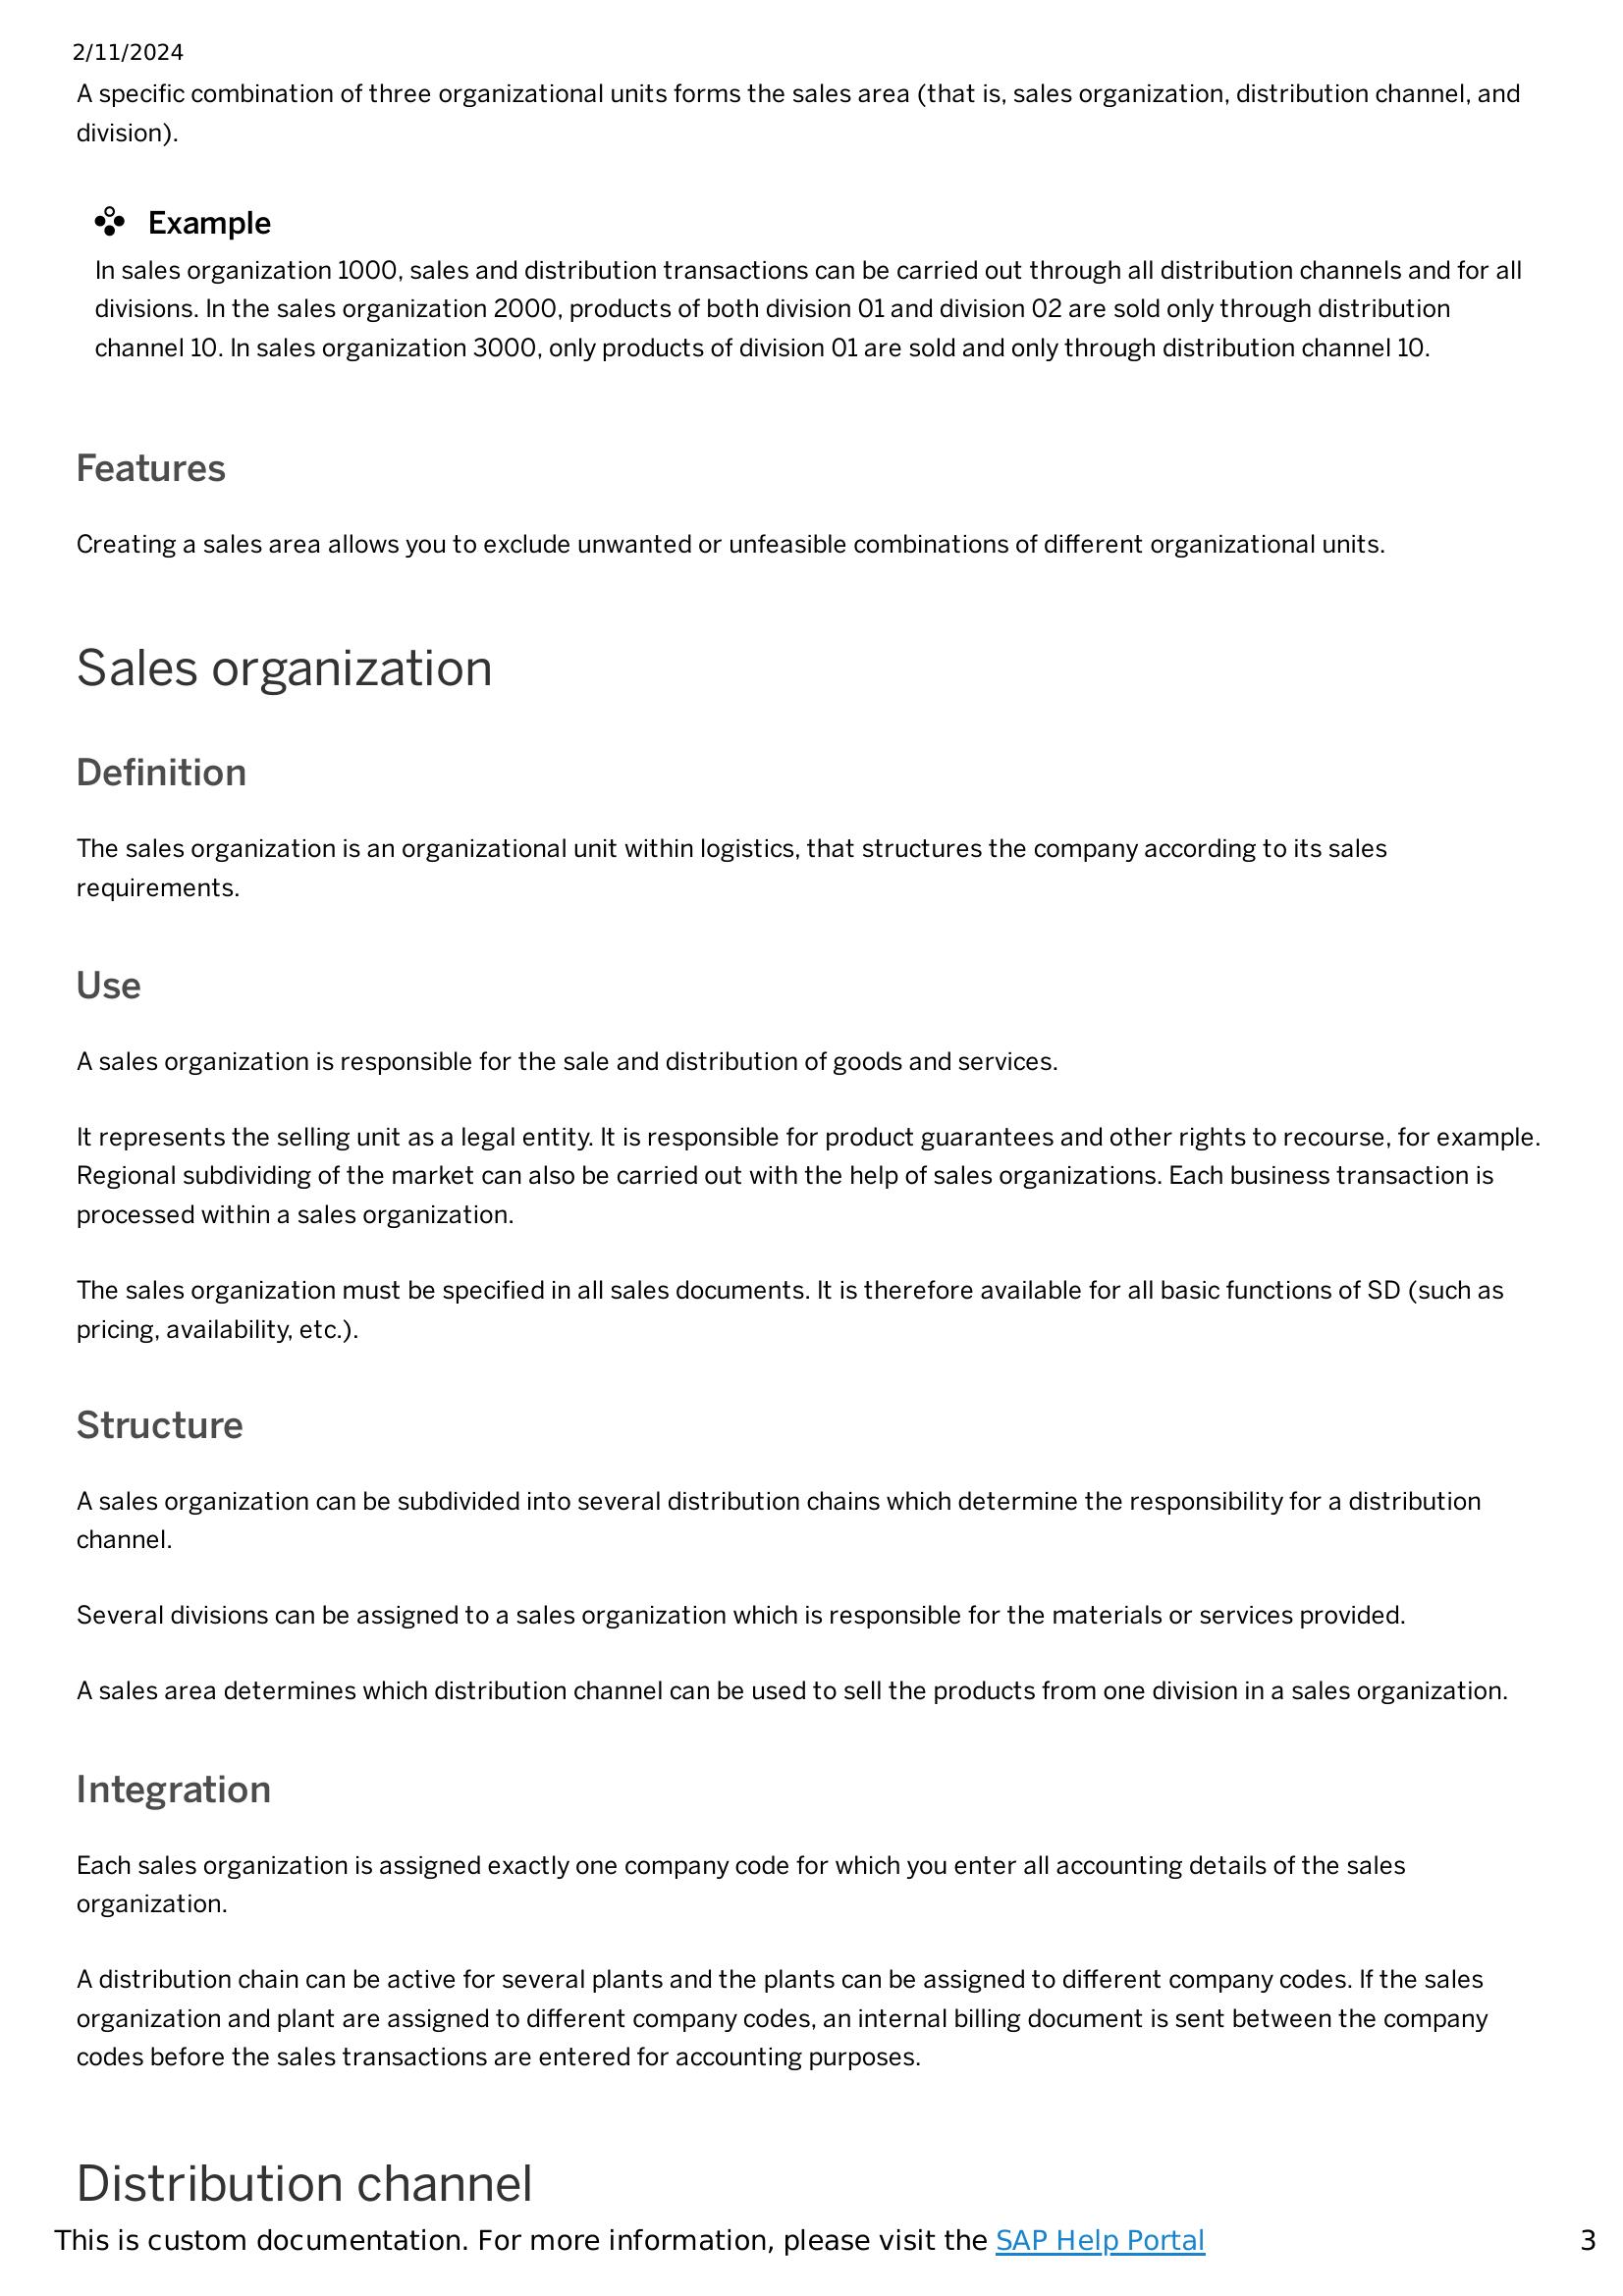 2/11/2024
A specific combination of three organizational units forms the sales area (that is, sales organization, distribution channel, and
division).
Example
In sales organization 1000, sales and distribution transactions can be carried out through all distribution channels and for all
divisions. In the sales organization 2000, products of both division 01 and division 02 are sold only through distribution
channel 10. In sales organization 3000, only products of division 01 are sold and only through distribution channel 10.
Features
Creating a sales area allows you to exclude unwanted or unfeasible combinations of different organizational units.
Sales organization
Definition
The sales organization is an organizational unit within logistics, that structures the company according to its sales
requirements.
Use
A sales organization is responsible for the sale and distribution of goods and services.
It represents the selling unit as a legal entity. It is responsible for product guarantees and other rights to recourse, for example.
Regional subdividing of the market can also be carried out with the help of sales organizations. Each business transaction is
processed within a sales organization.
The sales organization must be specified in all sales documents. It is therefore available for all basic functions of SD (such as
pricing, availability, etc.).
Structure
A sales organization can be subdivided into several distribution chains which determine the responsibility for a distribution
channel.
Several divisions can be assigned to a sales organization which is responsible for the materials or services provided.
A sales area determines which distribution channel can be used to sell the products from one division in a sales organization.
Integration
Each sales organization is assigned exactly one company code for which you enter all accounting details of the sales
organization.
A distribution chain can be active for several plants and the plants can be assigned to different company codes. If the sales
organization and plant are assigned to different company codes, an internal billing document is sent between the company
codes before the sales transactions are entered for accounting purposes.
Distribution channel
This is custom documentation. For more information, please visit the SAP Help Portal 3